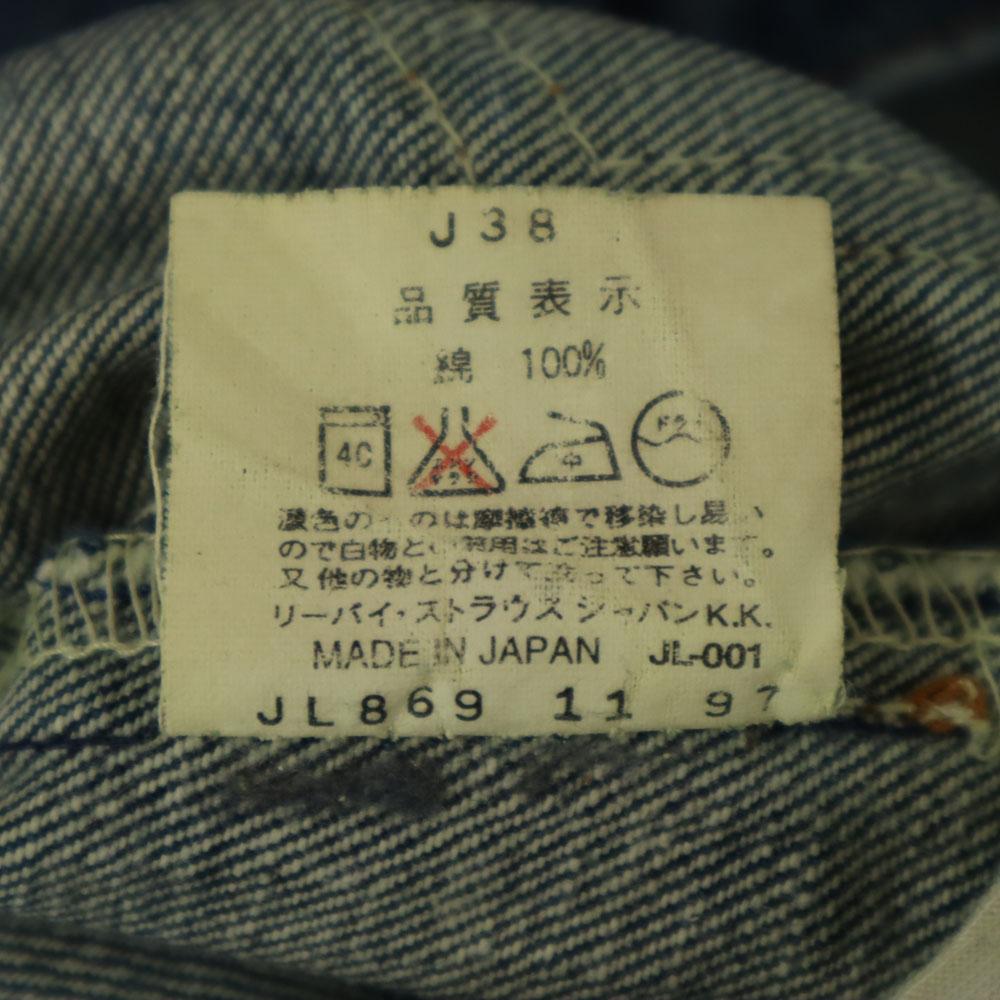 J38
品質表示
綿 100%
40 中 ドライ
濃色の のは摩擦 で移染し易い
ので白物との着用はご注意願います。
又他の物と分けて って下さい。
リーバイ・ストラウス ジャパンK.K.
MADE IN JAPAN JL-001
JL869 11 97